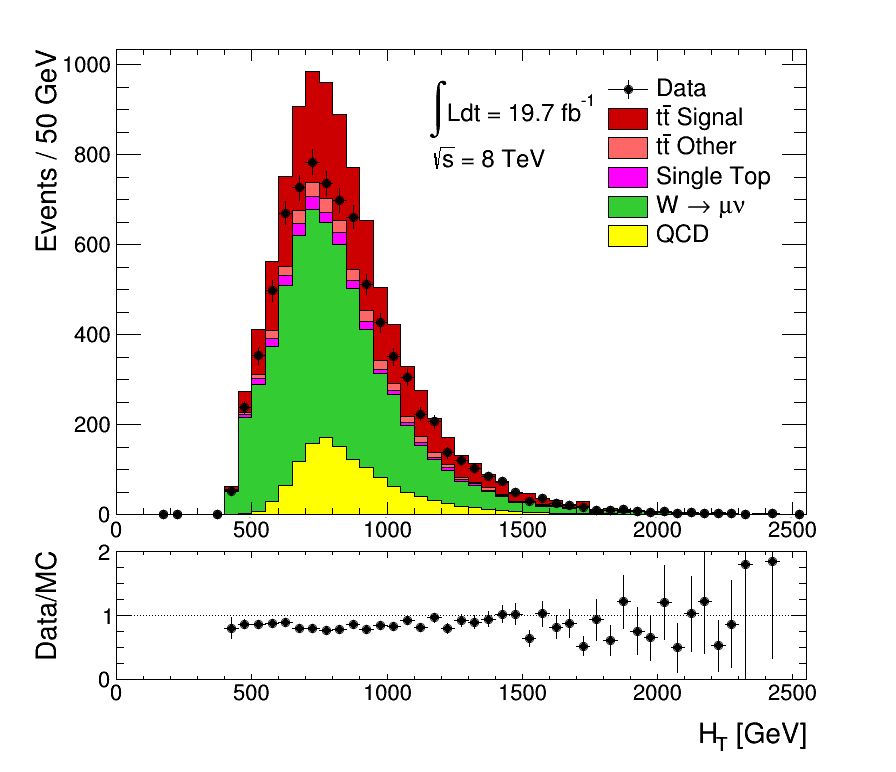 Events / 50 GeV
1000
800
600
400
200
0
∫ Ldt = 19.7 fb⁻¹
√s = 8 TeV
Data
tt̄ Signal
tt̄ Other
Single Top
W → μν
QCD
0 500 1000 1500 2000 2500
Data/MC
2
1
0
0 500 1000 1500 2000 2500
H_T [GeV]